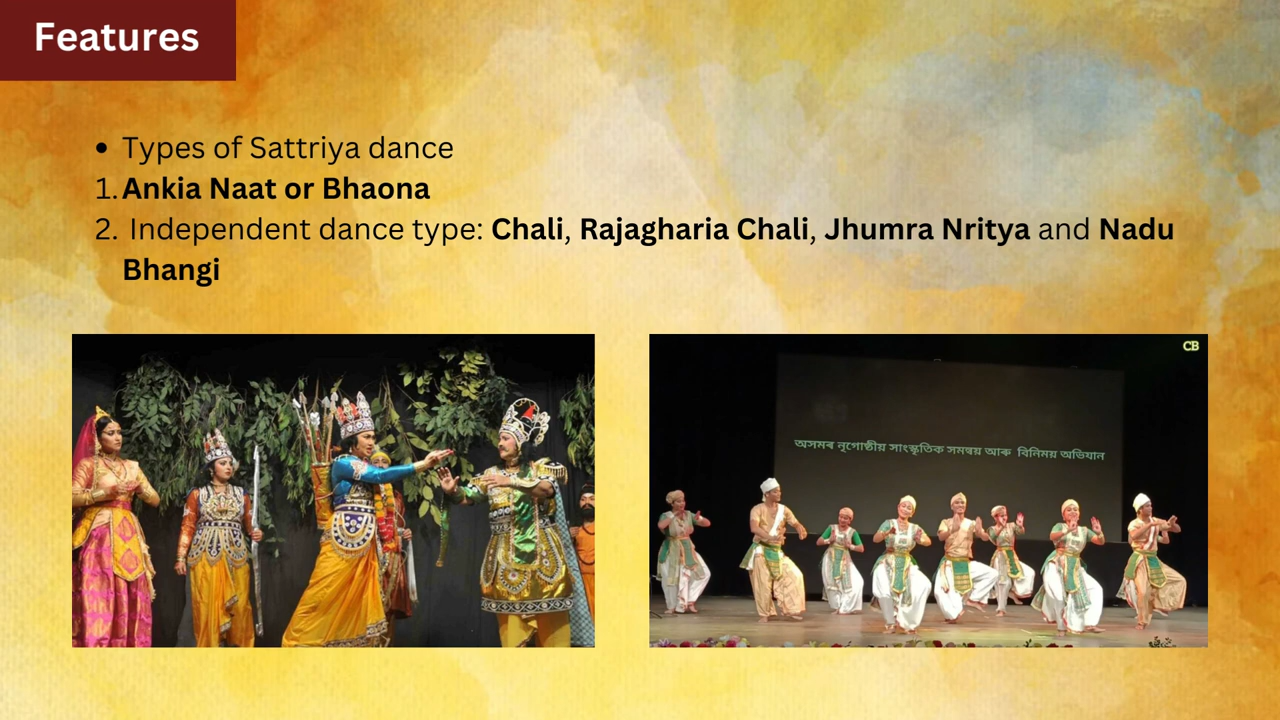 Features
• Types of Sattriya dance
1. Ankia Naat or Bhaona
2. Independent dance type: Chali, Rajagharia Chali, Jhumra Nritya and Nadu
Bhangi
CB
অসমৰ নৃগোষ্ঠীয় সাংস্কৃতিক সমন্বয় আৰু বিনিময় অভিযান